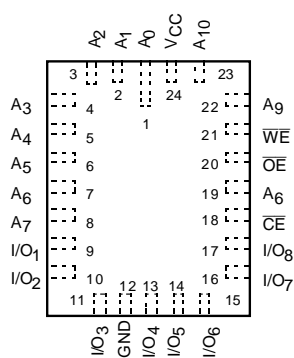 A2 A1 A0 VCC A10
3 2 1 24 23
A3 4 22 A9
A4 5 21 WE
A5 6 20 OE
A6 7 19 A6
A7 8 18 CE
I/O1 9 17 I/O8
I/O2 10 16 I/O7
11 12 13 14 15
I/O3 GND I/O4 I/O5 I/O6